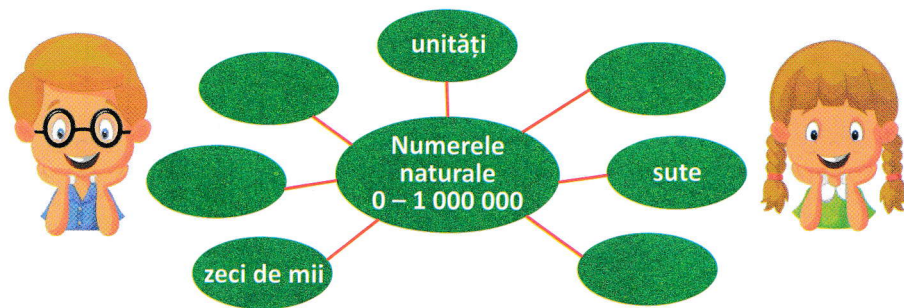 unități
Numerele
naturale
0 – 1 000 000
sute
zeci de mii